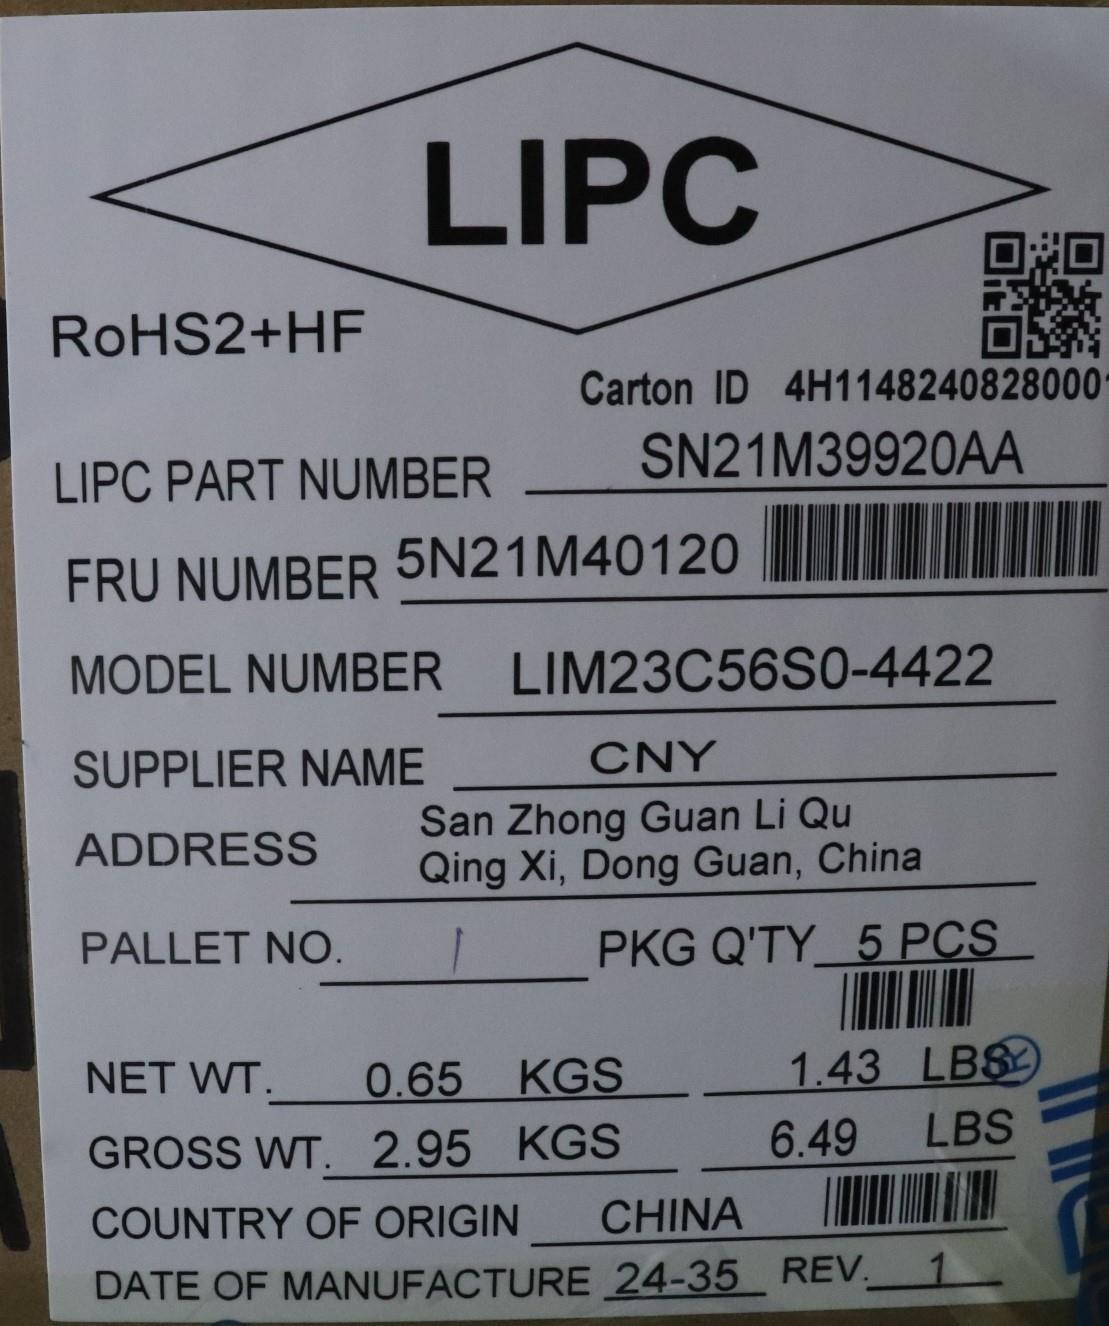 LIPC
RoHS2+HF
Carton ID 4H1148240828000
LIPC PART NUMBER SN21M39920AA
FRU NUMBER 5N21M40120
MODEL NUMBER LIM23C56S0-4422
SUPPLIER NAME CNY
ADDRESS San Zhong Guan Li Qu
Qing Xi, Dong Guan, China
PALLET NO. 1 PKG Q'TY 5 PCS
NET WT. 0.65 KGS 1.43 LBS
GROSS WT. 2.95 KGS 6.49 LBS
COUNTRY OF ORIGIN CHINA
DATE OF MANUFACTURE 24-35 REV. 1